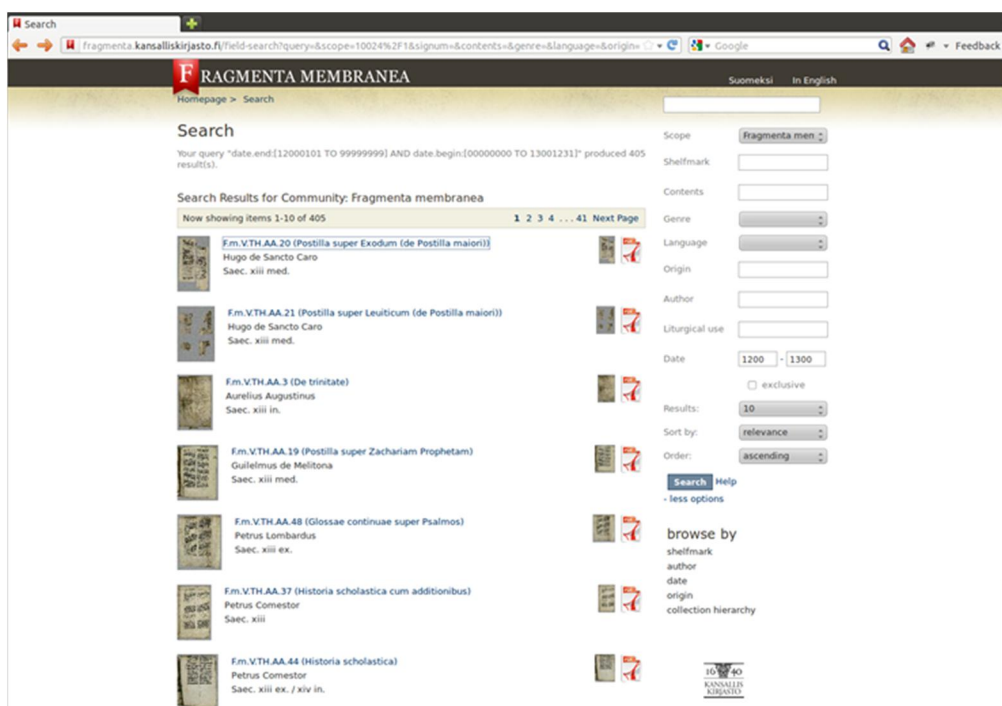 Search
fragmenta.kansalliskirjasto.fi/field-search?query=&scope=10024%2F1&signum=&contents=&genre=&language=&origin=
Google
Feedback
FRAGMENTA MEMBRANEA
Suomeksi In English
Homepage > Search
Search
Your query "date.end:[12000101 TO 99999999] AND date.begin:[00000000 TO 13001231]" produced 405
result(s).
Search Results for Community: Fragmenta membranea
Now showing items 1-10 of 405 1 2 3 4 ... 41 Next Page
F.m.V.TH.AA.20 (Postilla super Exodum (de Postilla maiori))
Hugo de Sancto Caro
Saec. xiii med.
F.m.V.TH.AA.21 (Postilla super Leuiticum (de Postilla maiori))
Hugo de Sancto Caro
Saec. xiii med.
F.m.V.TH.AA.3 (De trinitate)
Aurelius Augustinus
Saec. xiii in.
F.m.V.TH.AA.19 (Postilla super Zachariam Prophetam)
Guilelmus de Melitona
Saec. xiii med.
F.m.V.TH.AA.48 (Glossae continuae super Psalmos)
Petrus Lombardus
Saec. xiii ex.
F.m.V.TH.AA.37 (Historia scholastica cum additionibus)
Petrus Comestor
Saec. xiii
F.m.V.TH.AA.44 (Historia scholastica)
Petrus Comestor
Saec. xiii ex. / xiv in.
Scope Fragmenta men
Shelfmark
Contents
Genre
Language
Origin
Author
Liturgical use
Date 1200 - 1300
exclusive
Results: 10
Sort by: relevance
Order: ascending
Search Help
- less options
browse by
shelfmark
author
date
origin
collection hierarchy
16 40
KANSALLIS
KIRJASTO